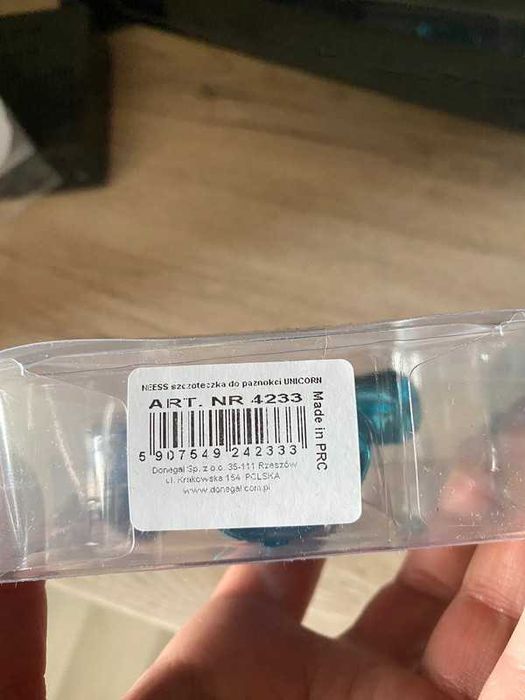 NEESS szczoteczka do paznokci UNICORN
ART. NR 4233
5 907549 242333
Donegal Sp. z o.o. 35-111 Rzeszów
ul. Krakowska 154 POLSKA
www.donegal.com.pl
Made in PRC